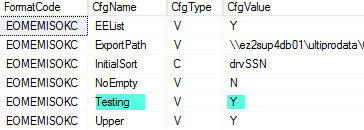 FormatCode CfgName CfgType CfgValue
EOMEMISOKC EEList V Y
EOMEMISOKC ExportPath V \\ez2sup4db01\ultiprodata\
EOMEMISOKC InitialSort C drvSSN
EOMEMISOKC NoEmpty V N
EOMEMISOKC Testing V Y
EOMEMISOKC Upper V Y